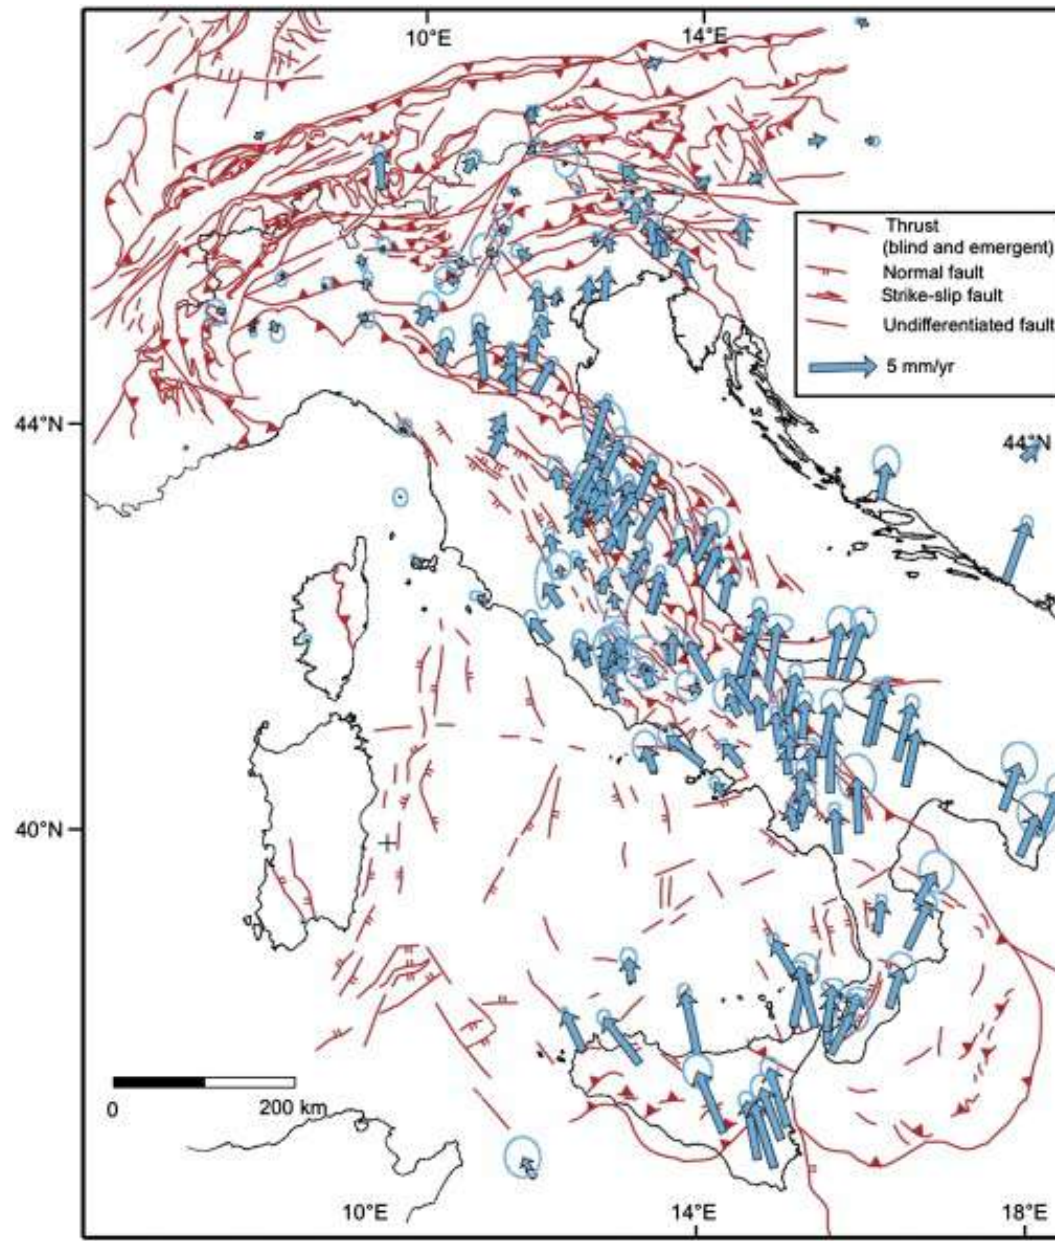 10°E
14°E
Thrust
(blind and emergent)
Normal fault
Strike-slip fault
Undifferentiated fault
5 mm/yr
44°N
44°N
40°N
0
200 km
10°E
14°E
18°E